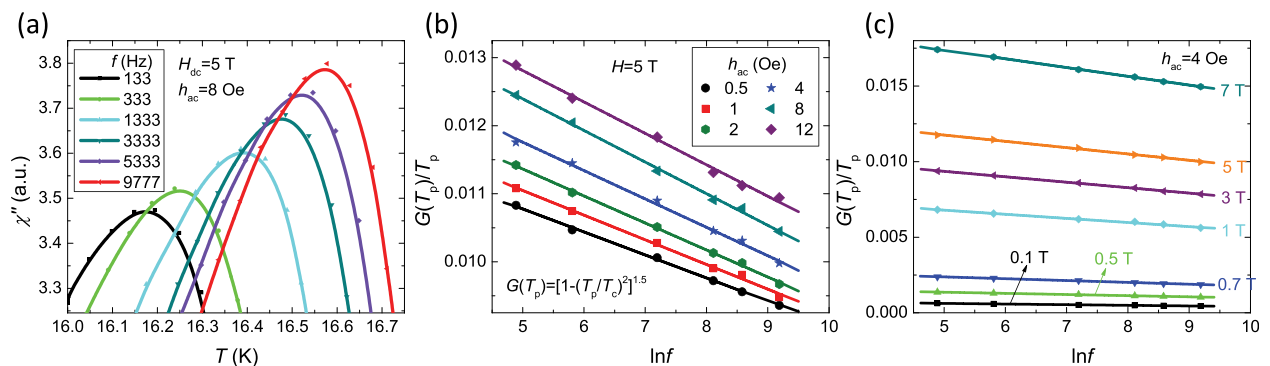 (a)
f (Hz)
133
333
1333
3333
5333
9777
H_dc=5 T
h_ac=8 Oe
3.8
3.7
3.6
3.5
3.4
3.3
χ″ (a.u.)
16.0 16.1 16.2 16.3 16.4 16.5 16.6 16.7
T (K)
(b)
H=5 T
h_ac (Oe)
0.5 4
1 8
2 12
0.013
0.012
0.011
0.010
G(T_p)/T_p
G(T_p)=[1-(T_p/T_c)^2]^1.5
5 6 7 8 9 10
lnf
(c)
h_ac=4 Oe
7 T
5 T
3 T
1 T
0.7 T
0.1 T
0.5 T
0.015
0.010
0.005
0.000
G(T_p)/T_p
5 6 7 8 9 10
lnf